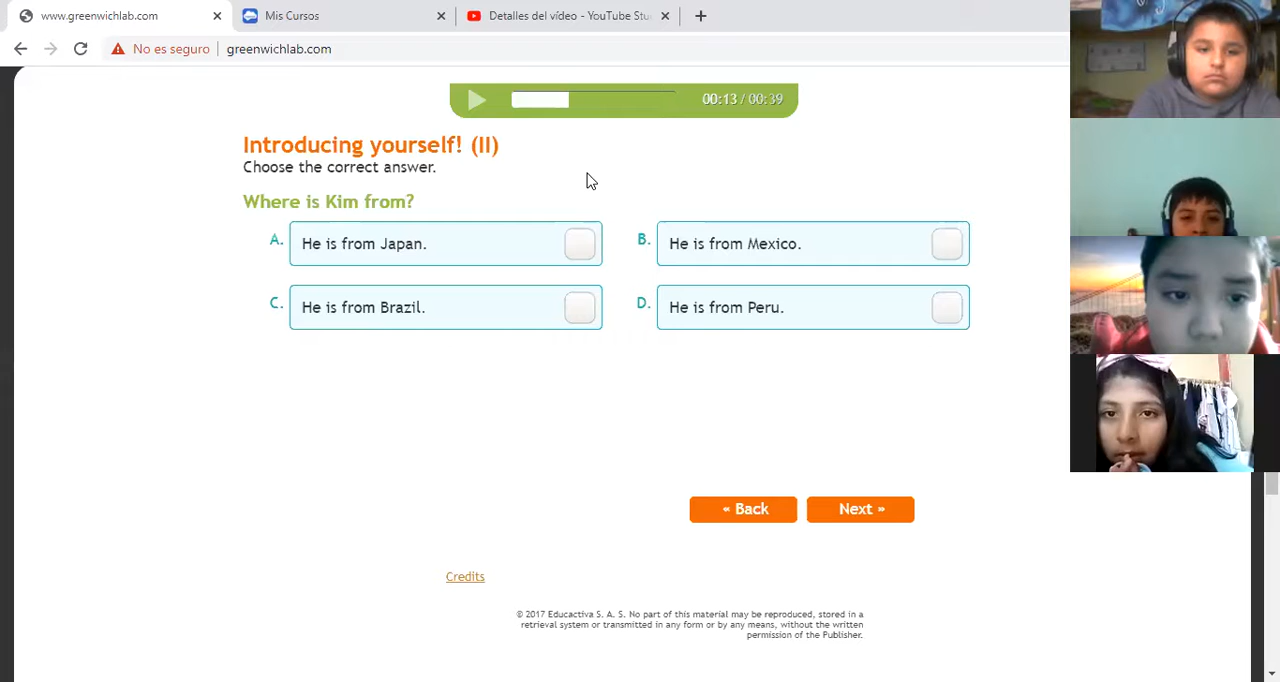 www.greenwichlab.com
Mis Cursos
Detalles del vídeo - YouTube Stu
No es seguro
greenwichlab.com
00:13 / 00:39
Introducing yourself! (II)
Choose the correct answer.
Where is Kim from?
A. He is from Japan.
B. He is from Mexico.
C. He is from Brazil.
D. He is from Peru.
« Back
Next »
Credits
© 2017 Educactiva S. A. S. No part of this material may be reproduced, stored in a
retrieval system or transmitted in any form or by any means, without the written
permission of the Publisher.